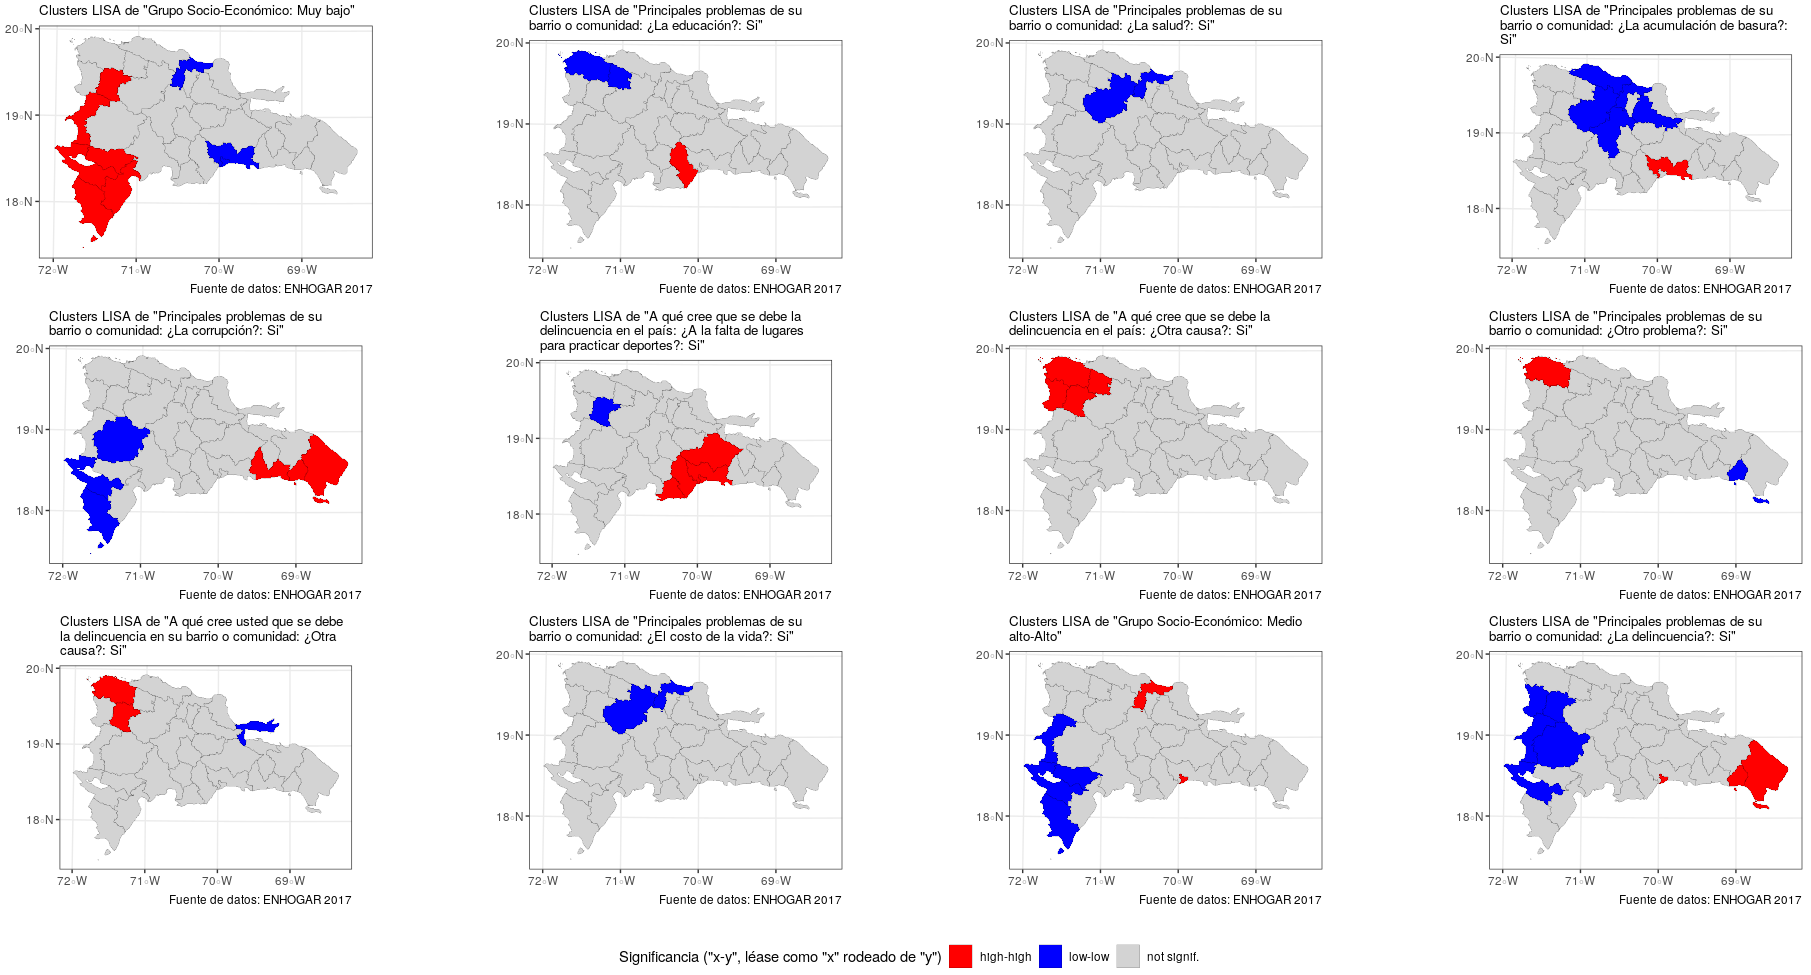 Clusters LISA de "Grupo Socio-Económico: Muy bajo"
20◦N
19◦N
18◦N
72◦W 71◦W 70◦W 69◦W
Fuente de datos: ENHOGAR 2017
Clusters LISA de "Principales problemas de su
barrio o comunidad: ¿La educación?: Si"
20◦N
19◦N
18◦N
72◦W 71◦W 70◦W 69◦W
Fuente de datos: ENHOGAR 2017
Clusters LISA de "Principales problemas de su
barrio o comunidad: ¿La salud?: Si"
20◦N
19◦N
18◦N
72◦W 71◦W 70◦W 69◦W
Fuente de datos: ENHOGAR 2017
Clusters LISA de "Principales problemas de su
barrio o comunidad: ¿La acumulación de basura?:
Si"
20◦N
19◦N
18◦N
72◦W 71◦W 70◦W 69◦W
Fuente de datos: ENHOGAR 2017
Clusters LISA de "Principales problemas de su
barrio o comunidad: ¿La corrupción?: Si"
20◦N
19◦N
18◦N
72◦W 71◦W 70◦W 69◦W
Fuente de datos: ENHOGAR 2017
Clusters LISA de "A qué cree que se debe la
delincuencia en el país: ¿A la falta de lugares
para practicar deportes?: Si"
20◦N
19◦N
18◦N
72◦W 71◦W 70◦W 69◦W
Fuente de datos: ENHOGAR 2017
Clusters LISA de "A qué cree que se debe la
delincuencia en el país: ¿Otra causa?: Si"
20◦N
19◦N
18◦N
72◦W 71◦W 70◦W 69◦W
Fuente de datos: ENHOGAR 2017
Clusters LISA de "Principales problemas de su
barrio o comunidad: ¿Otro problema?: Si"
20◦N
19◦N
18◦N
72◦W 71◦W 70◦W 69◦W
Fuente de datos: ENHOGAR 2017
Clusters LISA de "A qué cree usted que se debe
la delincuencia en su barrio o comunidad: ¿Otra
causa?: Si"
20◦N
19◦N
18◦N
72◦W 71◦W 70◦W 69◦W
Fuente de datos: ENHOGAR 2017
Clusters LISA de "Principales problemas de su
barrio o comunidad: ¿El costo de la vida?: Si"
20◦N
19◦N
18◦N
72◦W 71◦W 70◦W 69◦W
Fuente de datos: ENHOGAR 2017
Clusters LISA de "Grupo Socio-Económico: Medio
alto-Alto"
20◦N
19◦N
18◦N
72◦W 71◦W 70◦W 69◦W
Fuente de datos: ENHOGAR 2017
Clusters LISA de "Principales problemas de su
barrio o comunidad: ¿La delincuencia?: Si"
20◦N
19◦N
18◦N
72◦W 71◦W 70◦W 69◦W
Fuente de datos: ENHOGAR 2017
Significancia ("x-y", léase como "x" rodeado de "y") high-high low-low not signif.